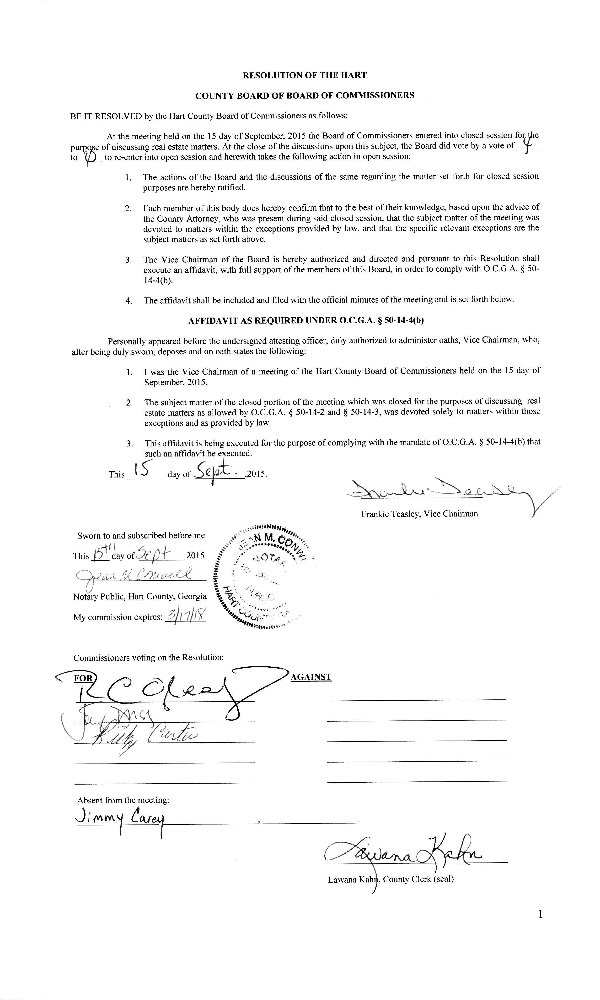 RESOLUTION OF THE HART
COUNTY BOARD OF BOARD OF COMMISSIONERS
BE IT RESOLVED by the Hart County Board of Commissioners as follows:
At the meeting held on the 15 day of September, 2015 the Board of Commissioners entered into closed session for the
purpose of discussing real estate matters. At the close of the discussions upon this subject, the Board did vote by a vote of 4
to 0 to re-enter into open session and herewith takes the following action in open session:
1. The actions of the Board and the discussions of the same regarding the matter set forth for closed session
purposes are hereby ratified.
2. Each member of this body does hereby confirm that to the best of their knowledge, based upon the advice of
the County Attorney, who was present during said closed session, that the subject matter of the meeting was
devoted to matters within the exceptions provided by law, and that the specific relevant exceptions are the
subject matters as set forth above.
3. The Vice Chairman of the Board is hereby authorized and directed and pursuant to this Resolution shall
execute an affidavit, with full support of the members of this Board, in order to comply with O.C.G.A. § 50-
14-4(b).
4. The affidavit shall be included and filed with the official minutes of the meeting and is set forth below.
AFFIDAVIT AS REQUIRED UNDER O.C.G.A. § 50-14-4(b)
Personally appeared before the undersigned attesting officer, duly authorized to administer oaths, Vice Chairman, who,
after being duly sworn, deposes and on oath states the following:
1. I was the Vice Chairman of a meeting of the Hart County Board of Commissioners held on the 15 day of
September, 2015.
2. The subject matter of the closed portion of the meeting which was closed for the purposes of discussing real
estate matters as allowed by O.C.G.A. § 50-14-2 and § 50-14-3, was devoted solely to matters within those
exceptions and as provided by law.
3. This affidavit is being executed for the purpose of complying with the mandate of O.C.G.A. § 50-14-4(b) that
such an affidavit be executed.
This 15 day of Sept. ,2015.
Frankie Teasley
Frankie Teasley, Vice Chairman
Sworn to and subscribed before me
This 15th day of Sept 2015
Jean M Conwell
Notary Public, Hart County, Georgia
My commission expires: 3/17/18
JEAN M. CONW
NOTAR
Exp. Date
PUBLIC
HART COUNTY GA
Commissioners voting on the Resolution:
FOR AGAINST
R C Oglesby
Carter
Absent from the meeting:
Jimmy Carey , .
Lawana Kahn
Lawana Kahn, County Clerk (seal)
1